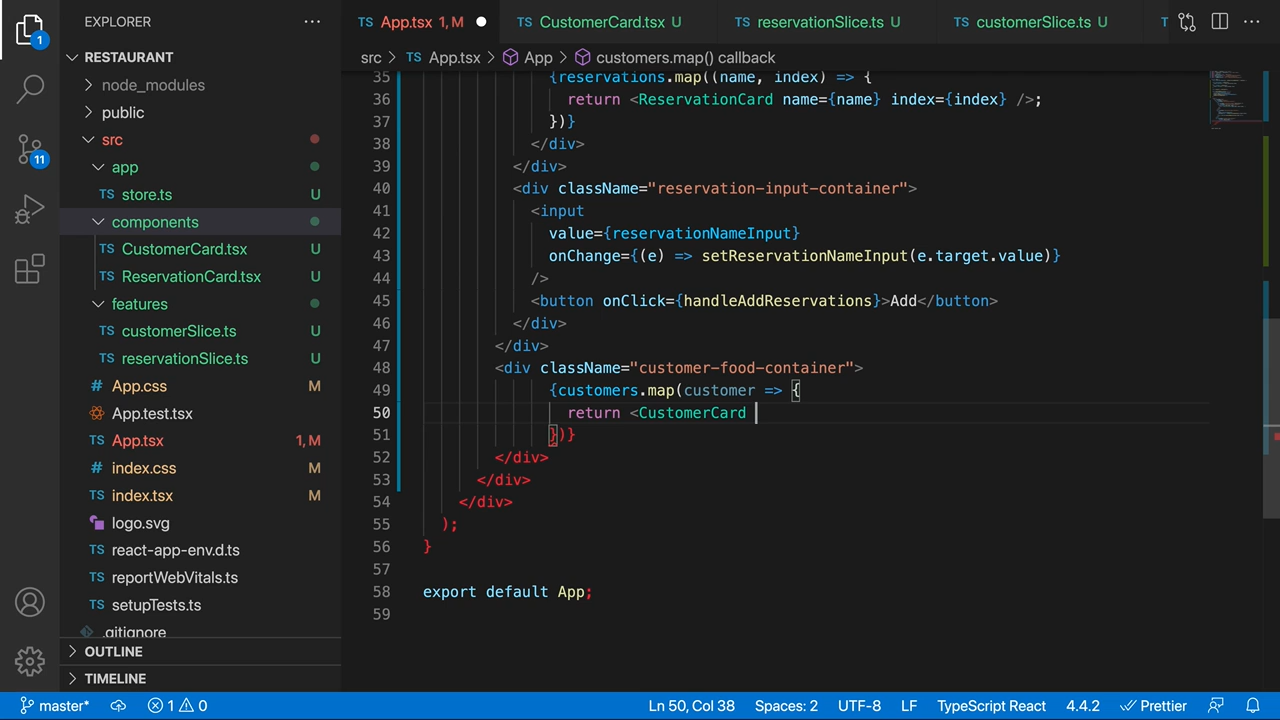 EXPLORER
App.tsx 1, M
CustomerCard.tsx U
reservationSlice.ts U
customerSlice.ts U
1
RESTAURANT
src > App.tsx > App > customers.map() callback
node_modules
public
src
app
store.ts U
components
CustomerCard.tsx U
ReservationCard.tsx U
features
customerSlice.ts U
reservationSlice.ts U
App.css M
App.test.tsx
App.tsx 1, M
index.css M
index.tsx M
logo.svg
react-app-env.d.ts
reportWebVitals.ts
setupTests.ts
.gitignore
OUTLINE
TIMELINE
11
35 {reservations.map((name, index) => {
36 return <ReservationCard name={name} index={index} />;
37 })}
38 </div>
39 </div>
40 <div className="reservation-input-container">
41 <input
42 value={reservationNameInput}
43 onChange={(e) => setReservationNameInput(e.target.value)}
44 />
45 <button onClick={handleAddReservations}>Add</button>
46 </div>
47 </div>
48 <div className="customer-food-container">
49 {customers.map(customer => {
50 return <CustomerCard
51 })}
52 </div>
53 </div>
54 </div>
55 );
56 }
57
58 export default App;
59
master* 1 0 Ln 50, Col 38 Spaces: 2 UTF-8 LF TypeScript React 4.4.2 Prettier